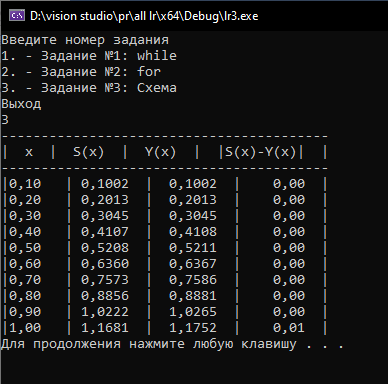 D:\vision studio\pr\all lr\x64\Debug\lr3.exe
Введите номер задания
1. - Задание №1: while
2. - Задание №2: for
3. - Задание №3: Схема
Выход
3
-----------------------------------------
|  x  |  S(x)  |  Y(x)  |  |S(x)-Y(x)|  |
-----------------------------------------
|0,10   | 0,1002  |  0,1002  |    0,00  |
|0,20   | 0,2013  |  0,2013  |    0,00  |
|0,30   | 0,3045  |  0,3045  |    0,00  |
|0,40   | 0,4107  |  0,4108  |    0,00  |
|0,50   | 0,5208  |  0,5211  |    0,00  |
|0,60   | 0,6360  |  0,6367  |    0,00  |
|0,70   | 0,7573  |  0,7586  |    0,00  |
|0,80   | 0,8856  |  0,8881  |    0,00  |
|0,90   | 1,0222  |  1,0265  |    0,00  |
|1,00   | 1,1681  |  1,1752  |    0,01  |
Для продолжения нажмите любую клавишу . . .